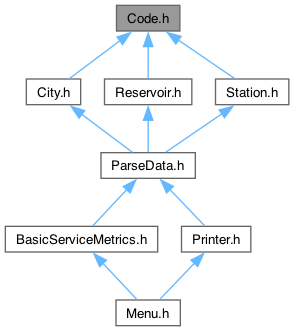 Code.h
City.h
Reservoir.h
Station.h
ParseData.h
BasicServiceMetrics.h
Printer.h
Menu.h